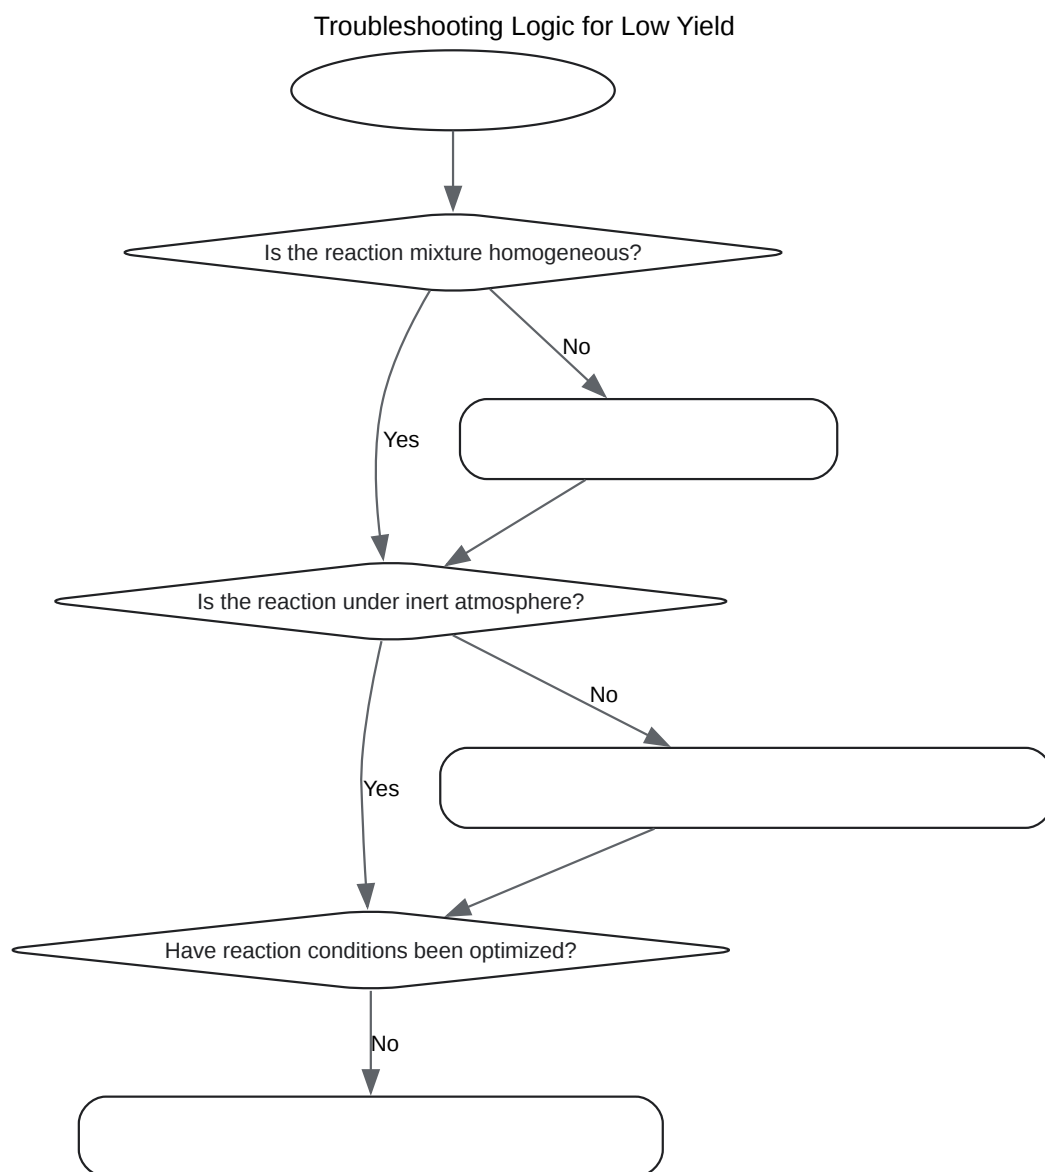 Troubleshooting Logic for Low Yield
Is the reaction mixture homogeneous?
No
Yes
Is the reaction under inert atmosphere?
No
Yes
Have reaction conditions been optimized?
No